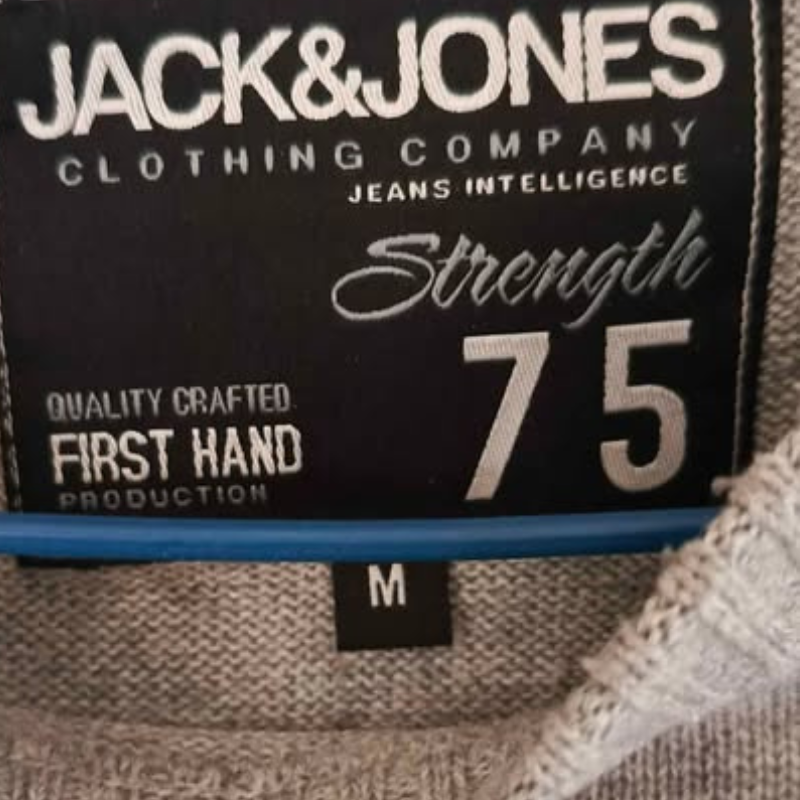 JACK&JONES
CLOTHING COMPANY
JEANS INTELLIGENCE
Strength
75
QUALITY CRAFTED
FIRST HAND
PRODUCTION
M